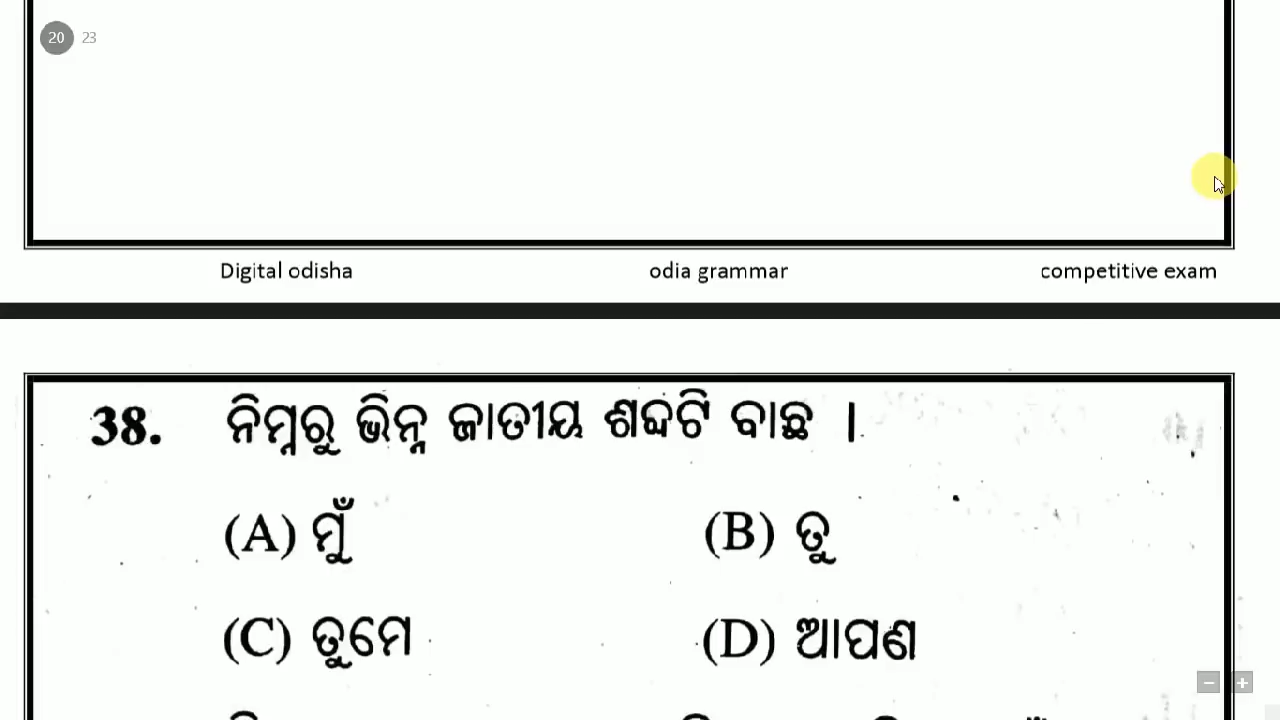 20 23
Digital odisha odia grammar competitive exam
38. ନିମ୍ନରୁ ଭିନ୍ନ ଜାତୀୟ ଶବ୍ଦଟି ବାଛ ।
(A) ମୁଁ (B) ତୁ
(C) ତୁମେ (D) ଆପଣ